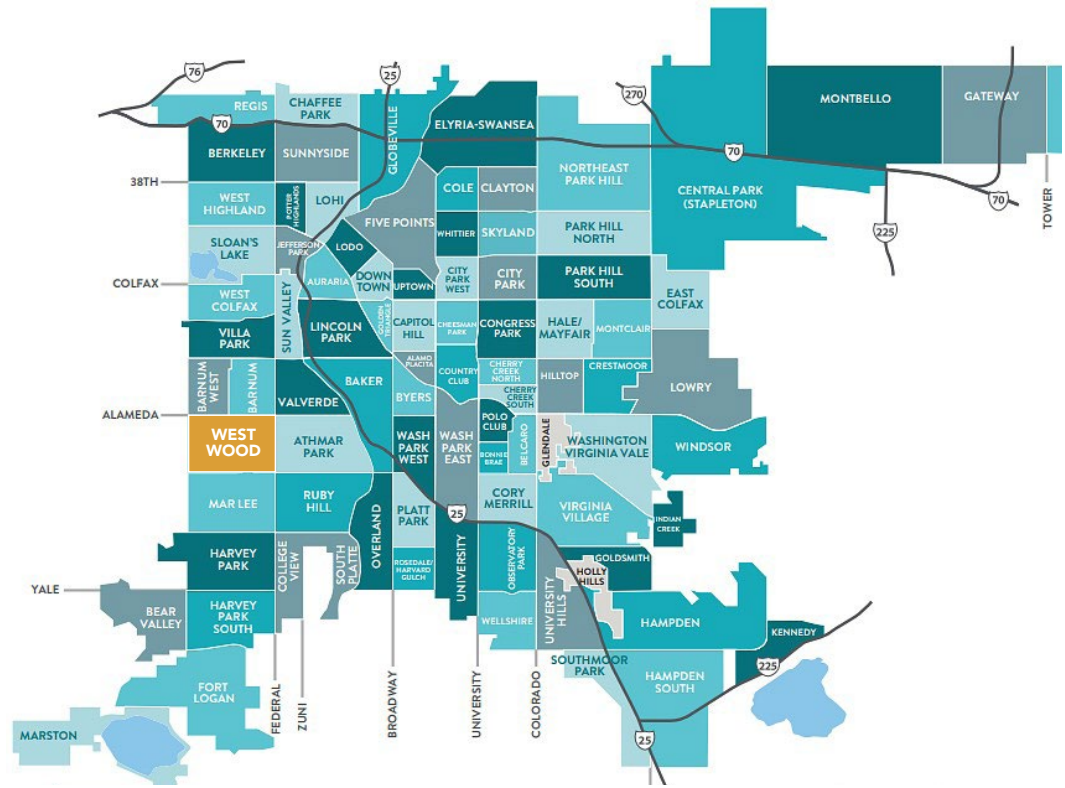 76
25
270
REGIS
CHAFFEE
PARK
GLOBEVILLE
ELYRIA-SWANSEA
MONTBELLO
GATEWAY
70
70
70
225
TOWER
BERKELEY
SUNNYSIDE
38TH
WEST
HIGHLAND
POTTER
HIGHLANDS
LOHI
FIVE POINTS
COLE
CLAYTON
NORTHEAST
PARK HILL
CENTRAL PARK
(STAPLETON)
SLOAN'S
LAKE
JEFFERSON
PARK
LODO
WHITTIER
SKYLAND
PARK HILL
NORTH
COLFAX
AURARIA
DOWN
TOWN
UPTOWN
CITY
PARK
WEST
CITY
PARK
PARK HILL
SOUTH
EAST
COLFAX
WEST
COLFAX
SUN VALLEY
VILLA
PARK
LINCOLN
PARK
GOLDEN
TRIANGLE
CAPITOL
HILL
CHEESMAN
PARK
CONGRESS
PARK
HALE/
MAYFAIR
MONTCLAIR
BARNUM
WEST
BARNUM
VALVERDE
BAKER
ALAMO
PLACITA
BYERS
COUNTRY
CLUB
CHERRY
CREEK
NORTH
CHERRY
CREEK
SOUTH
HILLTOP
CRESTMOOR
LOWRY
ALAMEDA
WEST
WOOD
ATHMAR
PARK
WASH
PARK
WEST
WASH
PARK
EAST
POLO
CLUB
BONNIE
BRAE
BELCARO
GLENDALE
WASHINGTON
VIRGINIA VALE
WINDSOR
MAR LEE
RUBY
HILL
OVERLAND
PLATT
PARK
25
CORY
MERRILL
VIRGINIA
VILLAGE
INDIAN
CREEK
HARVEY
PARK
COLLEGE
VIEW
SOUTH
PLATTE
ROSEDALE/
HARVARD
GULCH
UNIVERSITY
OBSERVATORY
PARK
UNIVERSITY
HILLS
GOLDSMITH
HOLLY
HILLS
YALE
BEAR
VALLEY
HARVEY
PARK
SOUTH
WELLSHIRE
HAMPDEN
KENNEDY
FORT
LOGAN
SOUTHMOOR
PARK
HAMPDEN
SOUTH
225
MARSTON
FEDERAL
ZUNI
BROADWAY
UNIVERSITY
COLORADO
25